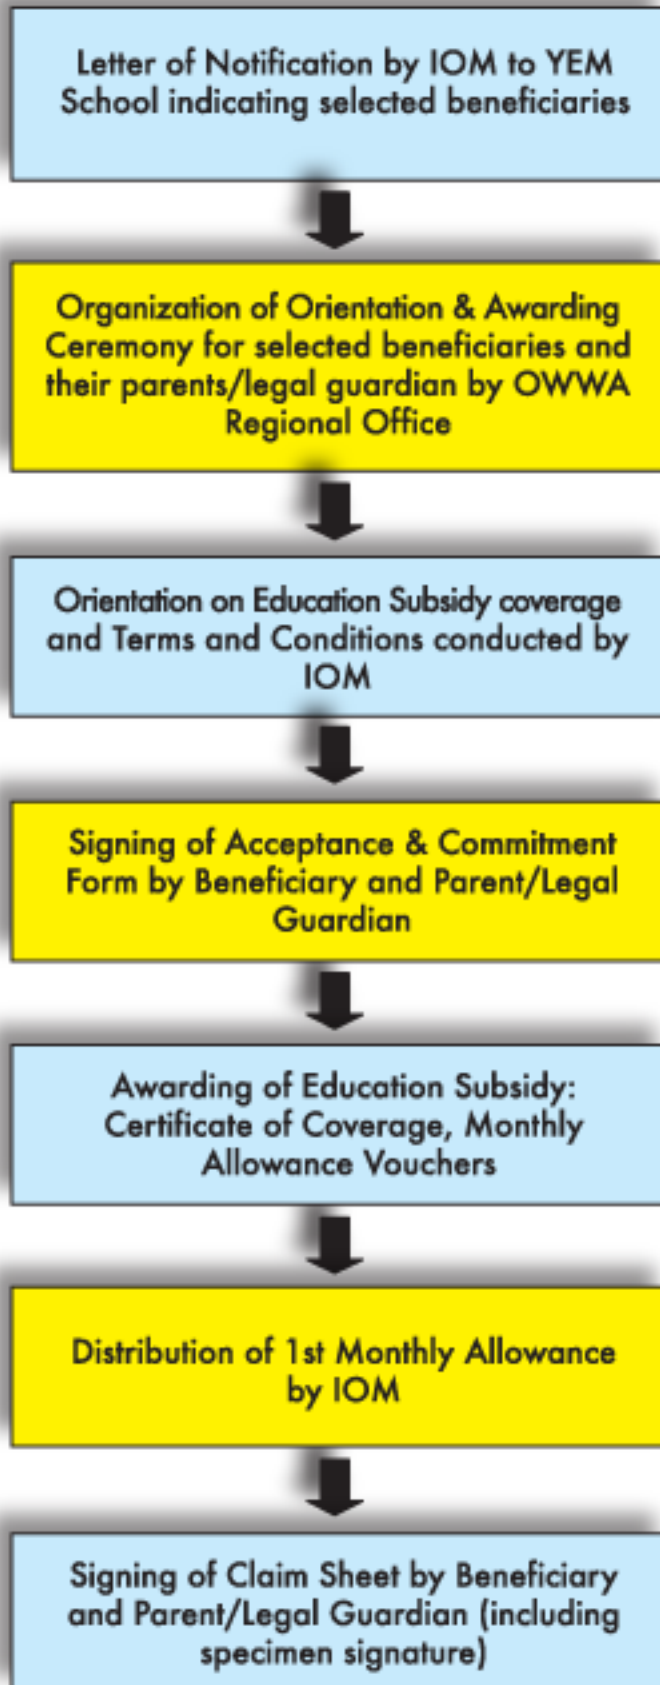 Letter of Notification by IOM to YEM
School indicating selected beneficiaries
Organization of Orientation & Awarding
Ceremony for selected beneficiaries and
their parents/legal guardian by OWWA
Regional Office
Orientation on Education Subsidy coverage
and Terms and Conditions conducted by
IOM
Signing of Acceptance & Commitment
Form by Beneficiary and Parent/Legal
Guardian
Awarding of Education Subsidy:
Certificate of Coverage, Monthly
Allowance Vouchers
Distribution of 1st Monthly Allowance
by IOM
Signing of Claim Sheet by Beneficiary
and Parent/Legal Guardian (including
specimen signature)